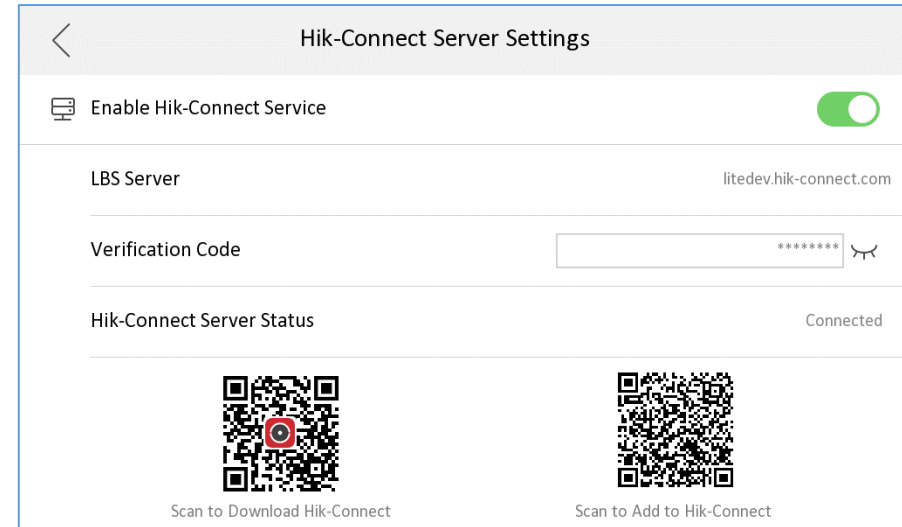 Hik-Connect Server Settings
Enable Hik-Connect Service
LBS Server litedev.hik-connect.com
Verification Code ********
Hik-Connect Server Status Connected
Scan to Download Hik-Connect Scan to Add to Hik-Connect